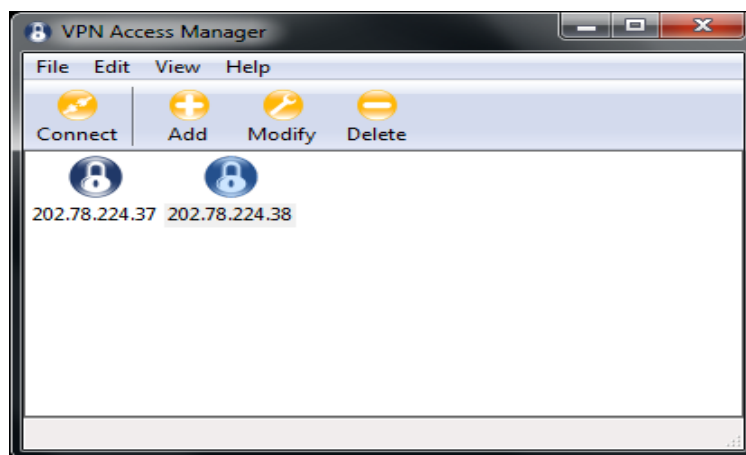 VPN Access Manager
File Edit View Help
Connect Add Modify Delete
202.78.224.37 202.78.224.38